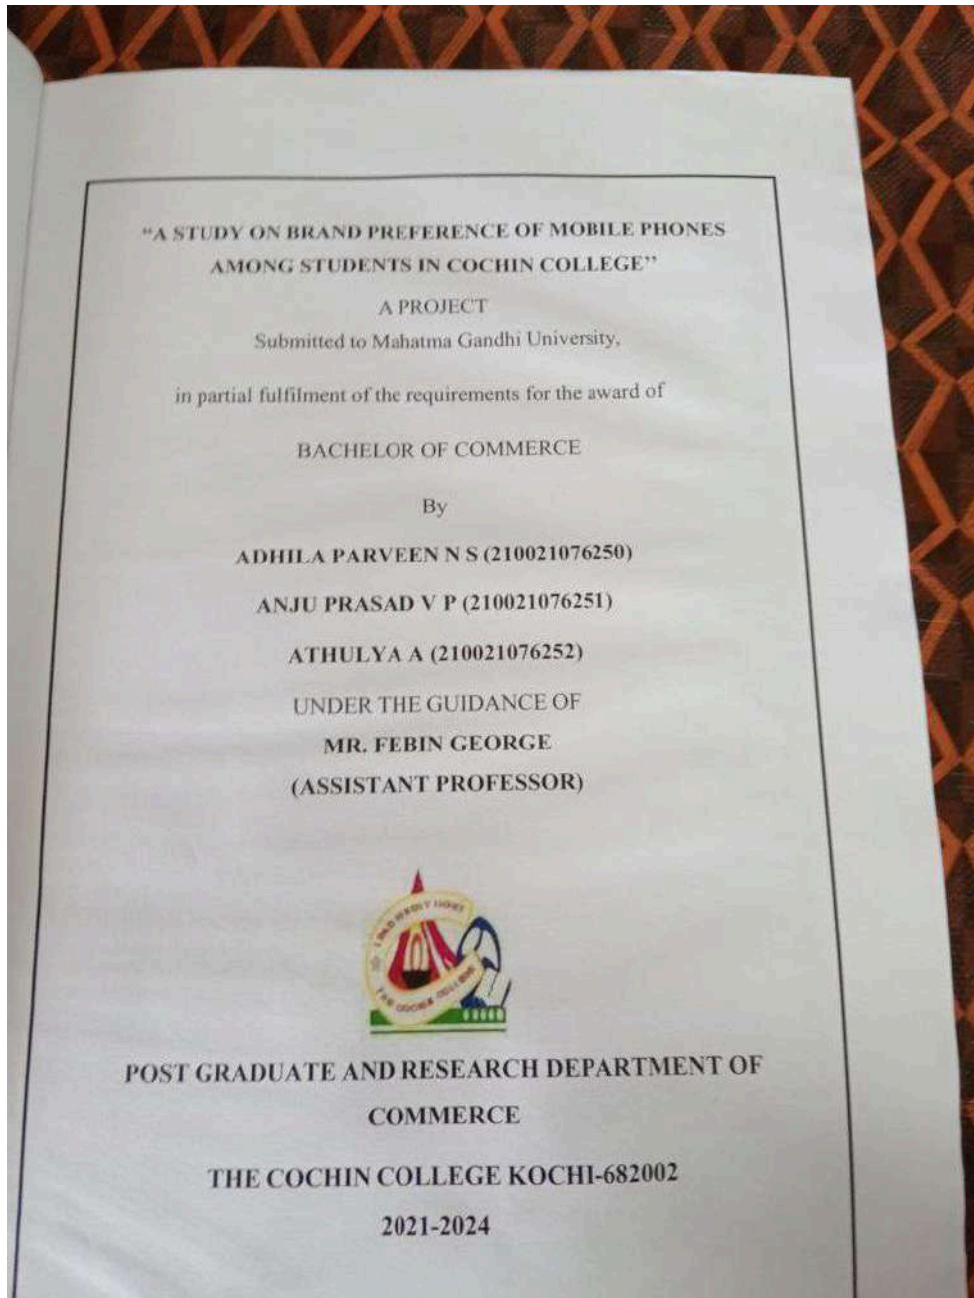 “A STUDY ON BRAND PREFERENCE OF MOBILE PHONES
AMONG STUDENTS IN COCHIN COLLEGE”
A PROJECT
Submitted to Mahatma Gandhi University,
in partial fulfilment of the requirements for the award of
BACHELOR OF COMMERCE
By
ADHILA PARVEEN N S (210021076250)
ANJU PRASAD V P (210021076251)
ATHULYA A (210021076252)
UNDER THE GUIDANCE OF
MR. FEBIN GEORGE
(ASSISTANT PROFESSOR)
THE COCHIN COLLEGE
POST GRADUATE AND RESEARCH DEPARTMENT OF
COMMERCE
THE COCHIN COLLEGE KOCHI-682002
2021-2024